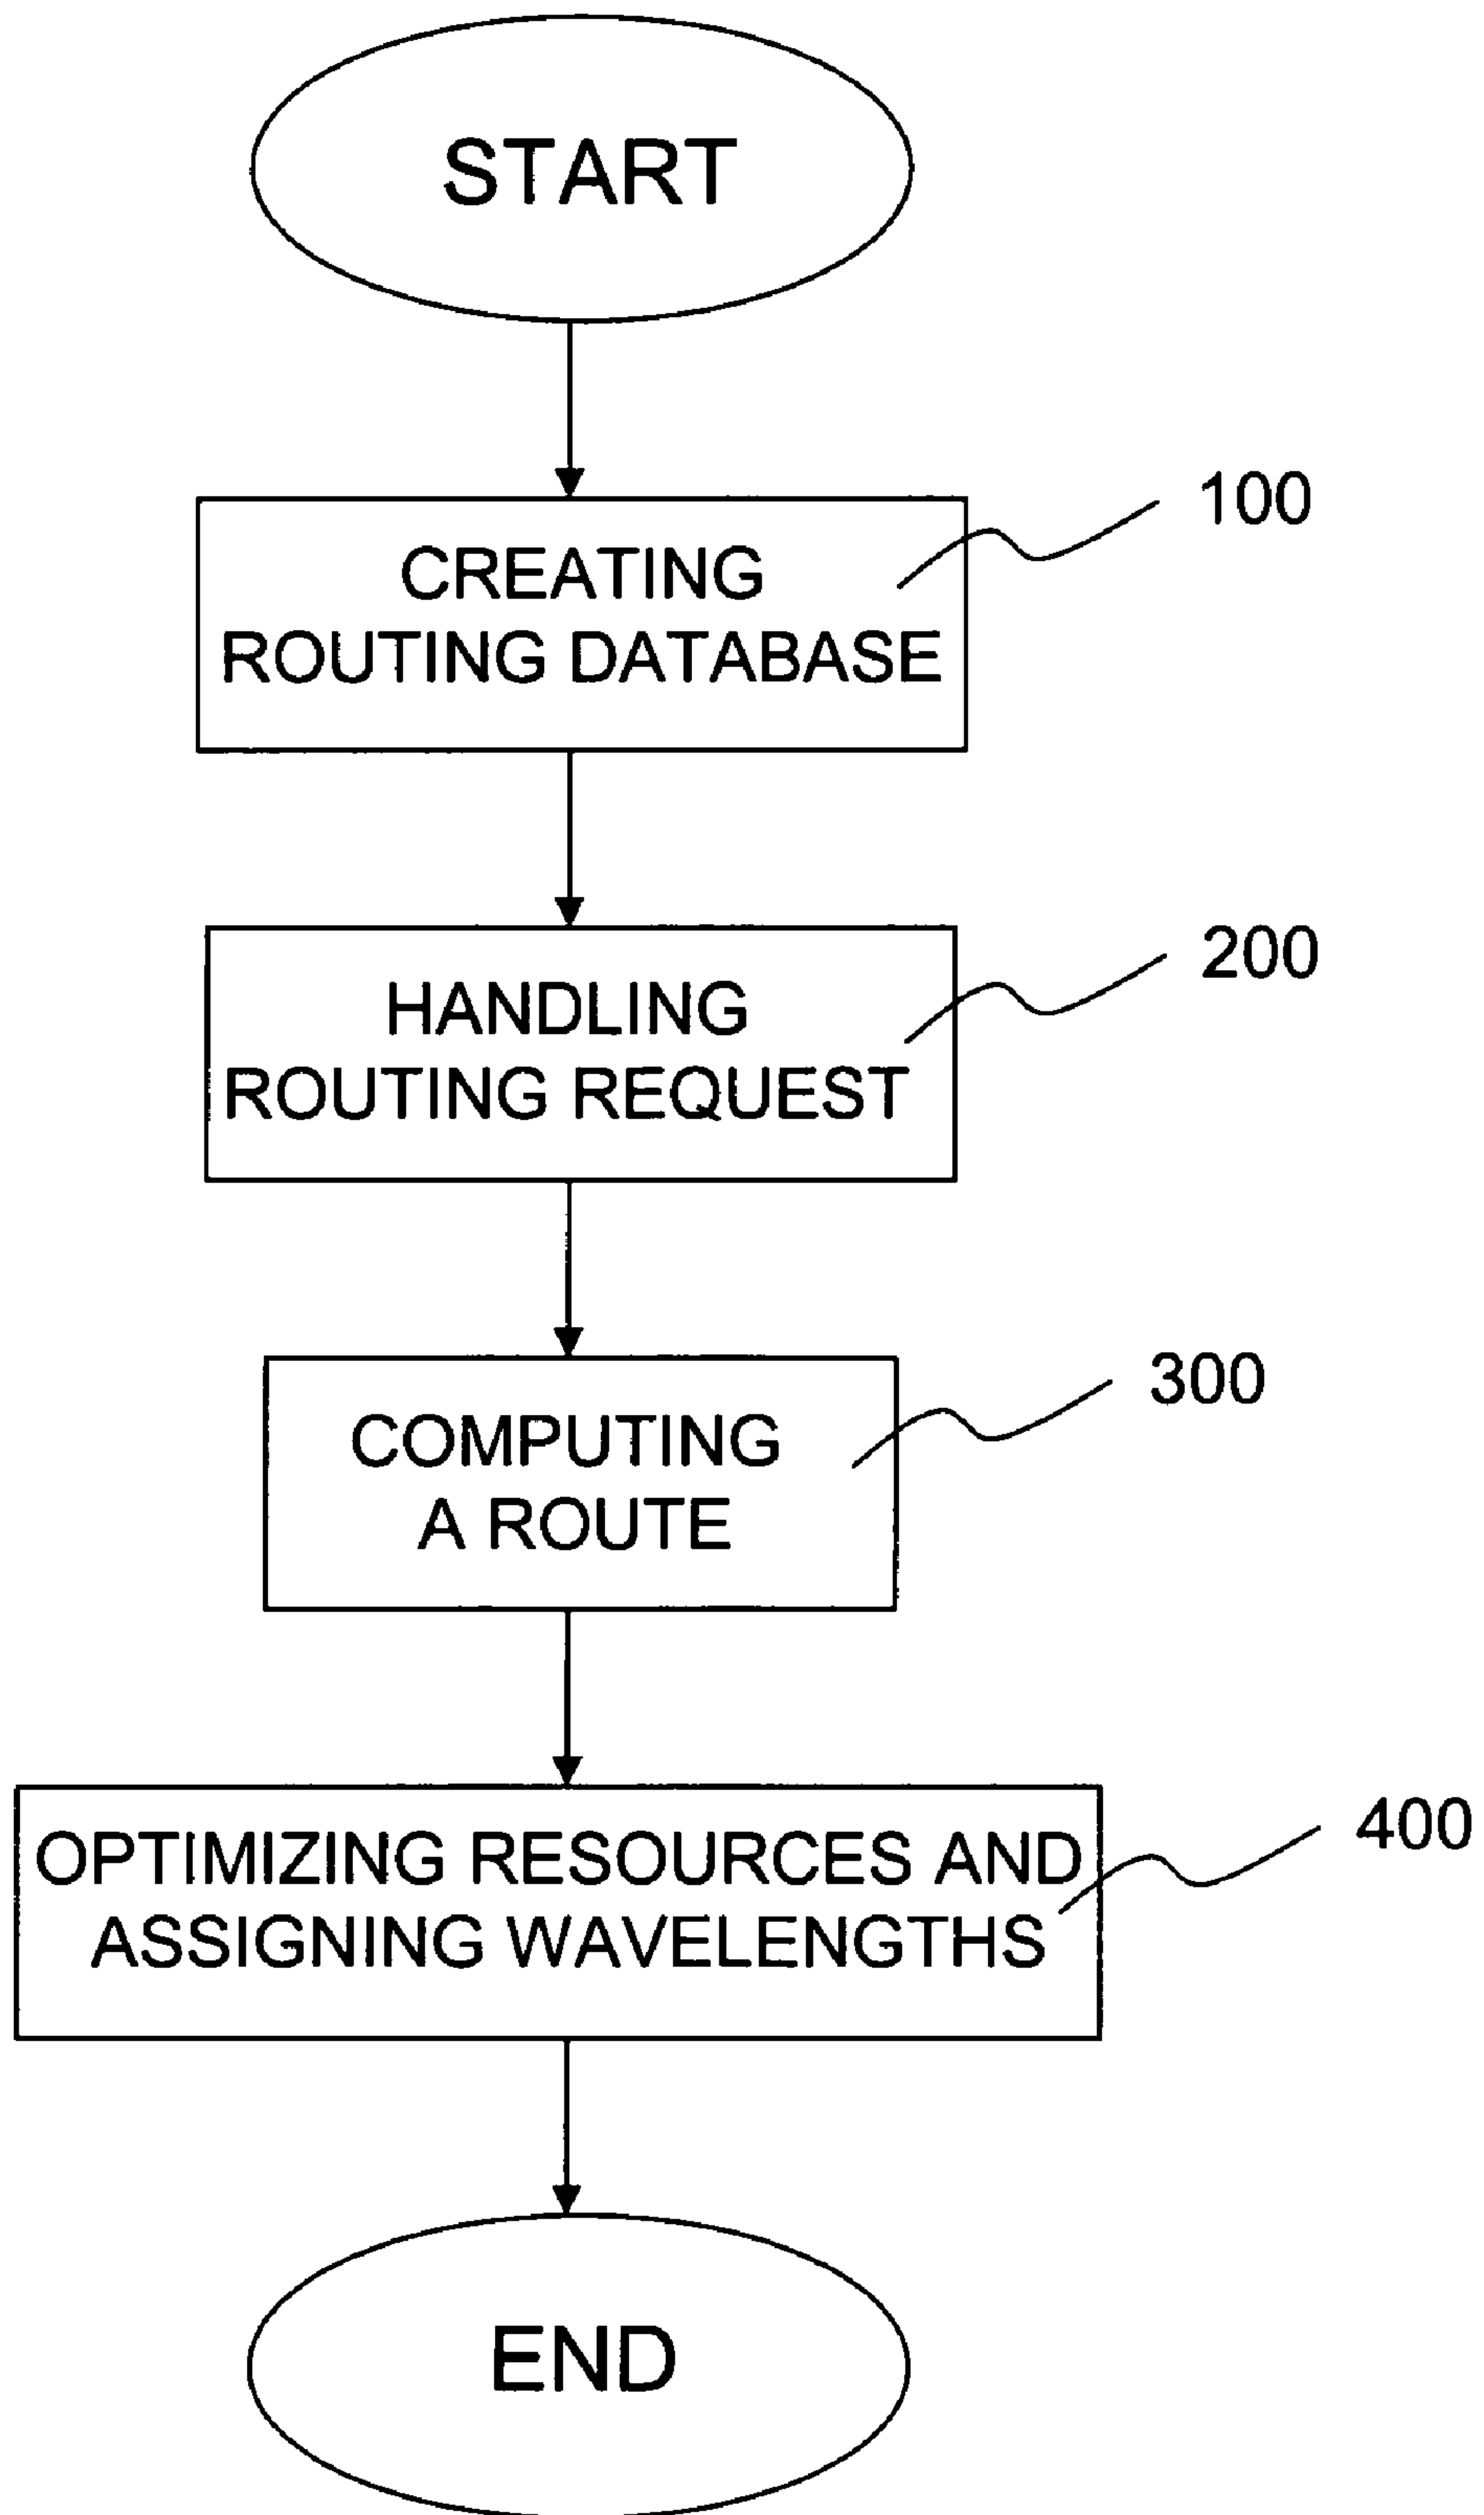 START
100
CREATING
ROUTING DATABASE
200
HANDLING
ROUTING REQUEST
300
COMPUTING
A ROUTE
400
OPTIMIZING RESOURCES AND
ASSIGNING WAVELENGTHS
END